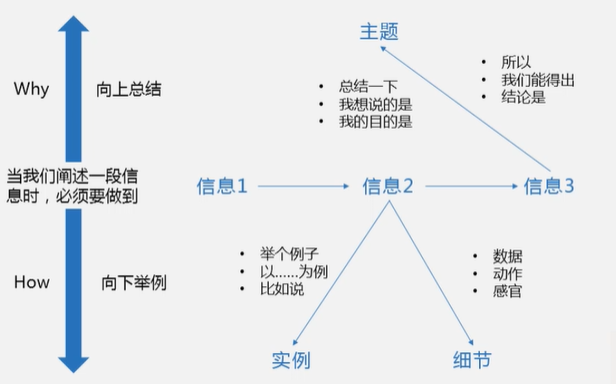 主题
Why
向上总结
• 总结一下
• 我想说的是
• 我的目的是
• 所以
• 我们能得出
• 结论是
当我们阐述一段信
息时，必须要做到
信息1
信息2
信息3
How
向下举例
• 举个例子
• 以......为例
• 比如说
• 数据
• 动作
• 感官
实例
细节